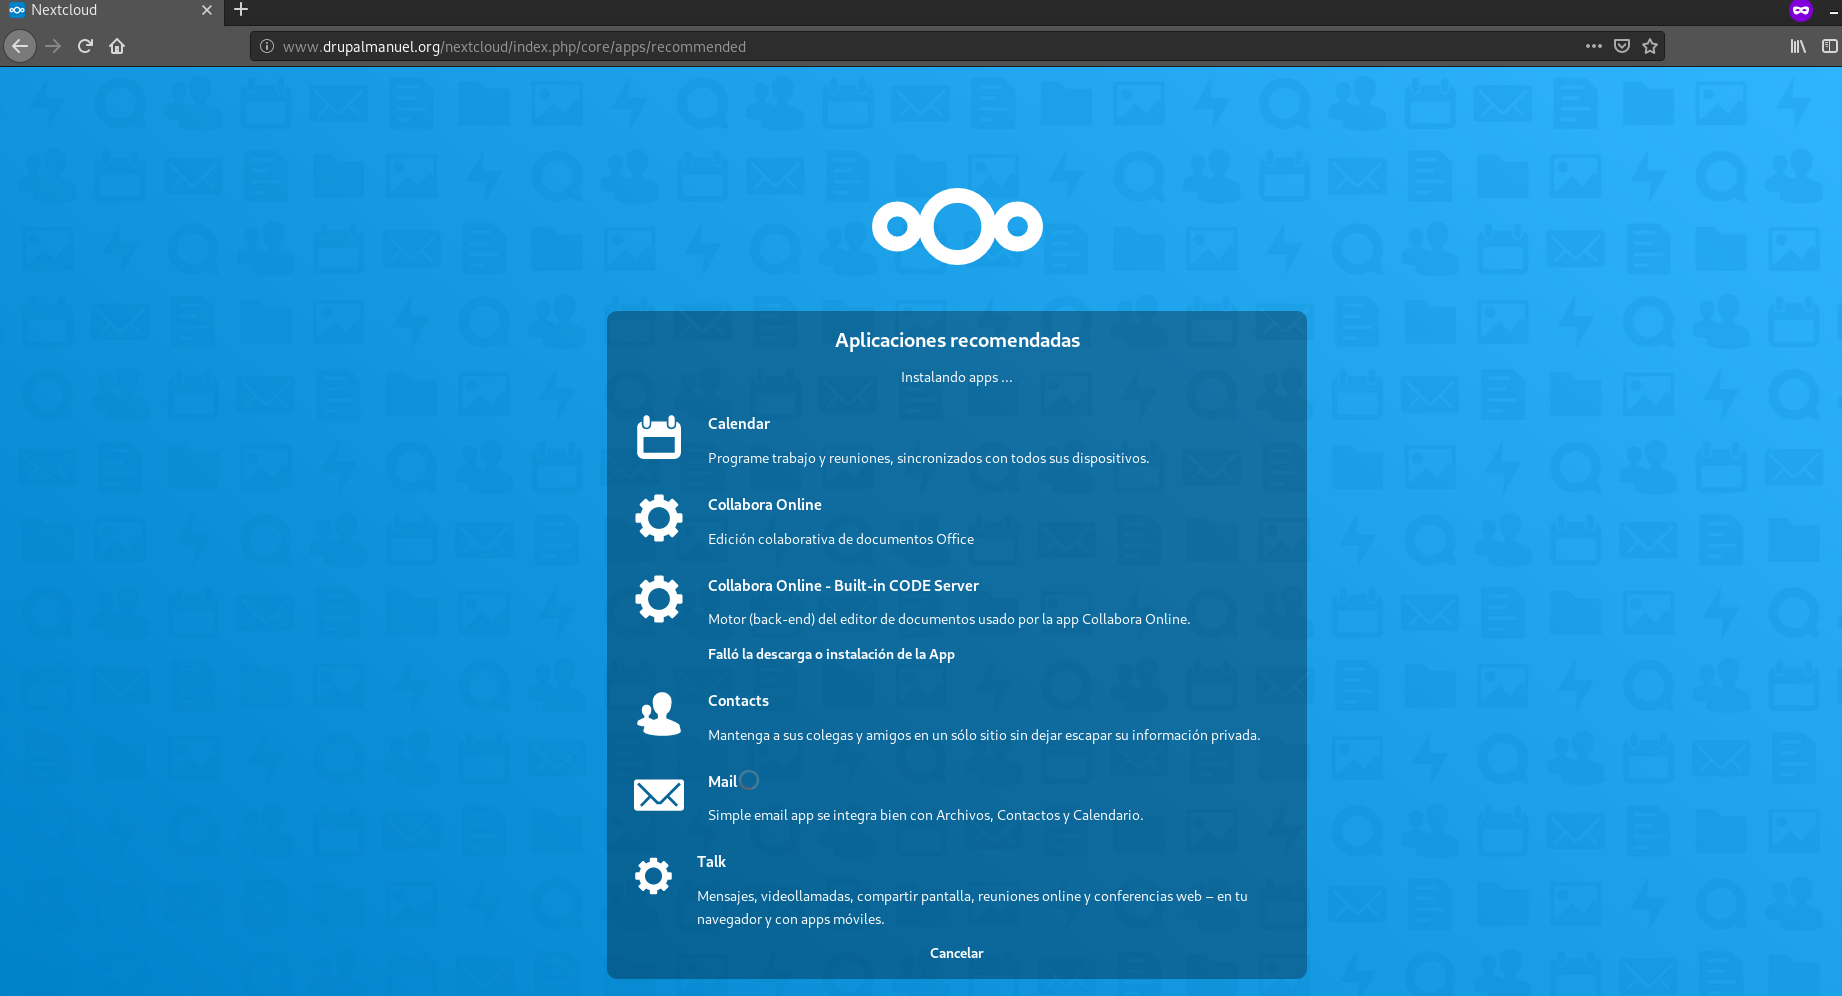 Nextcloud
www.drupalmanuel.org/nextcloud/index.php/core/apps/recommended
Aplicaciones recomendadas
Instalando apps ...
Calendar
Programe trabajo y reuniones, sincronizados con todos sus dispositivos.
Collabora Online
Edición colaborativa de documentos Office
Collabora Online - Built-in CODE Server
Motor (back-end) del editor de documentos usado por la app Collabora Online.
Falló la descarga o instalación de la App
Contacts
Mantenga a sus colegas y amigos en un sólo sitio sin dejar escapar su información privada.
Mail
Simple email app se integra bien con Archivos, Contactos y Calendario.
Talk
Mensajes, videollamadas, compartir pantalla, reuniones online y conferencias web – en tu
navegador y con apps móviles.
Cancelar